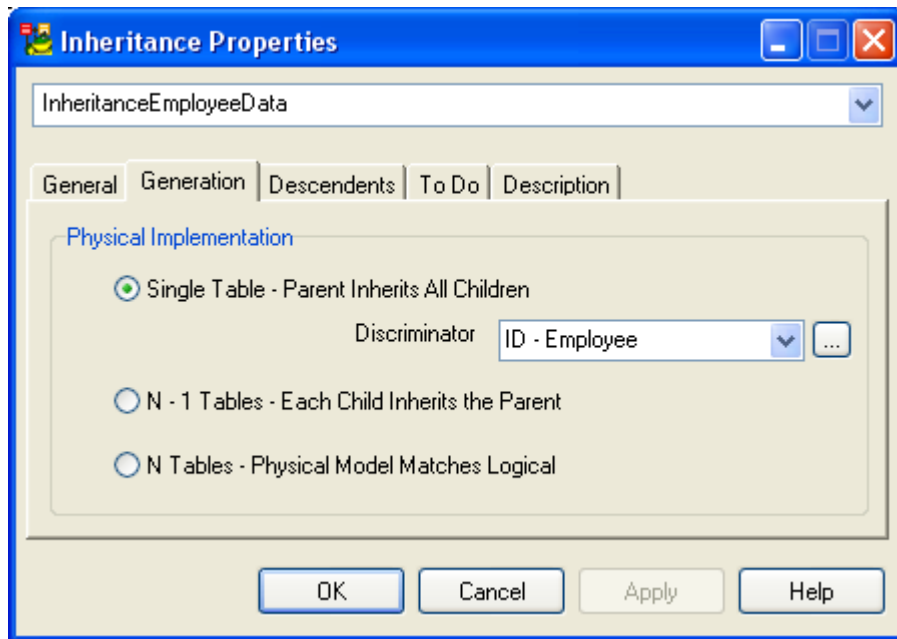 Inheritance Properties
InheritanceEmployeeData
General Generation Descendents To Do Description
Physical Implementation
Single Table - Parent Inherits All Children
Discriminator ID - Employee ...
N - 1 Tables - Each Child Inherits the Parent
N Tables - Physical Model Matches Logical
OK Cancel Apply Help